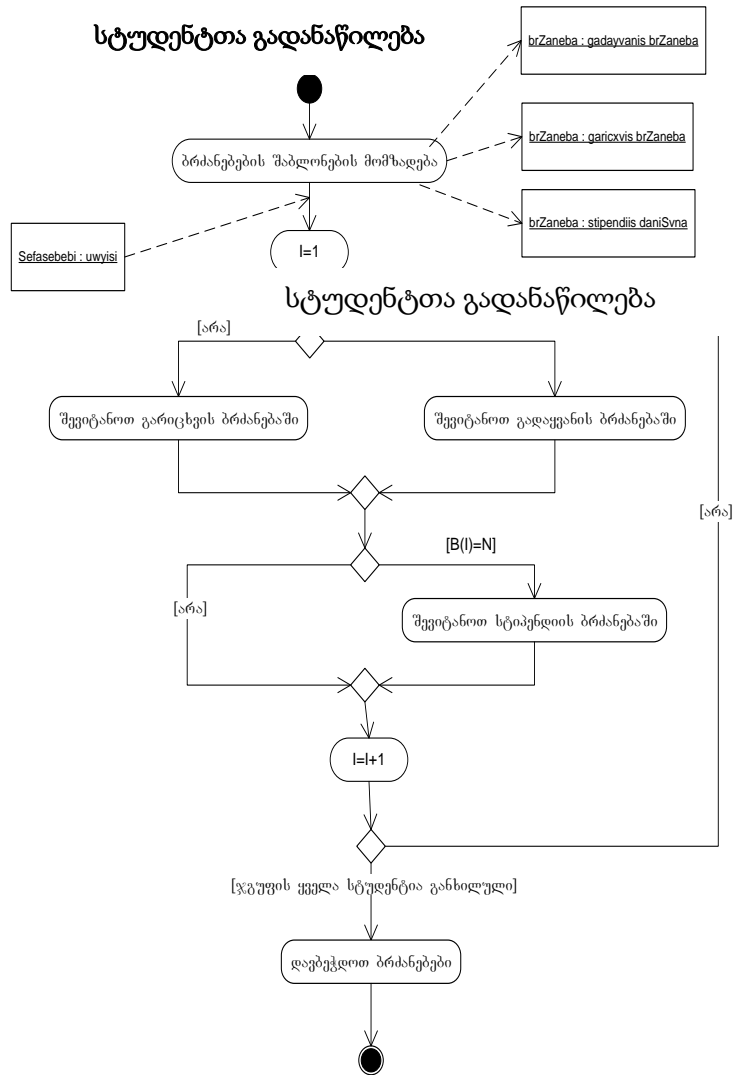 სტუდენტთა გადანაწილება
brZaneba : gadayvanis brZaneba
ბრძანებების შაბლონების მომზადება
brZaneba : garicxvis brZaneba
brZaneba : stipendiis daniSvna
Sefasebebi : uwyisi
I=1
სტუდენტთა გადანაწილება
[არა]
შევიტანოთ გარიცხვის ბრძანებაში
შევიტანოთ გადაყვანის ბრძანებაში
[არა]
[B(I)=N]
[არა]
შევიტანოთ სტიპენდიის ბრძანებაში
I=I+1
[ჯგუფის ყველა სტუდენტია განხილული]
დავბეჭდოთ ბრძანებები